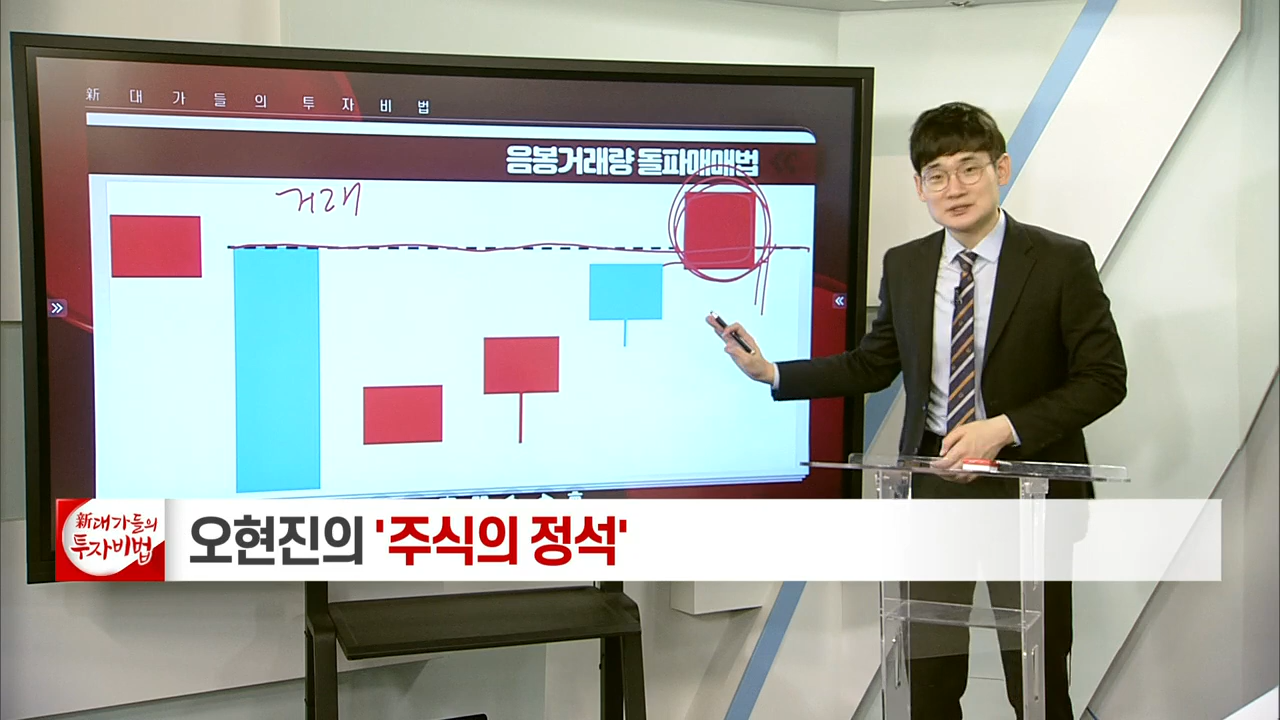 新 대 가 들 의 투 자 비 법
음봉거래량 돌파매매법
거래
新대가들의
투자비법
오현진의 '주식의 정석'